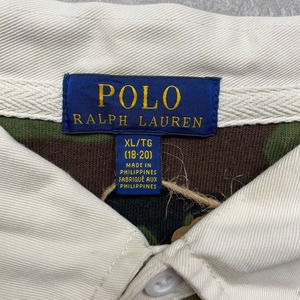 POLO
RALPH LAUREN
XL/TG
(18-20)
MADE IN
PHILIPPINES
FABRIQUÉ AUX
PHILIPPINES